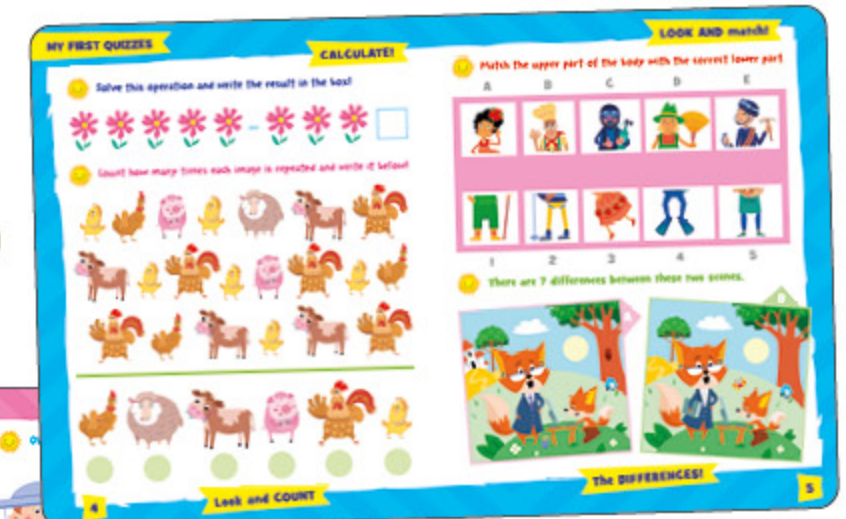 MY FIRST QUIZZES
CALCULATE!
Solve this operation and write the result in the box!
Count how many times each image is repeated and write it below!
4
Look and COUNT
LOOK AND match!
Match the upper part of the body with the correct lower part
A B C D E
1 2 3 4 5
There are 7 differences between these two scenes.
A
B
The DIFFERENCES!
5